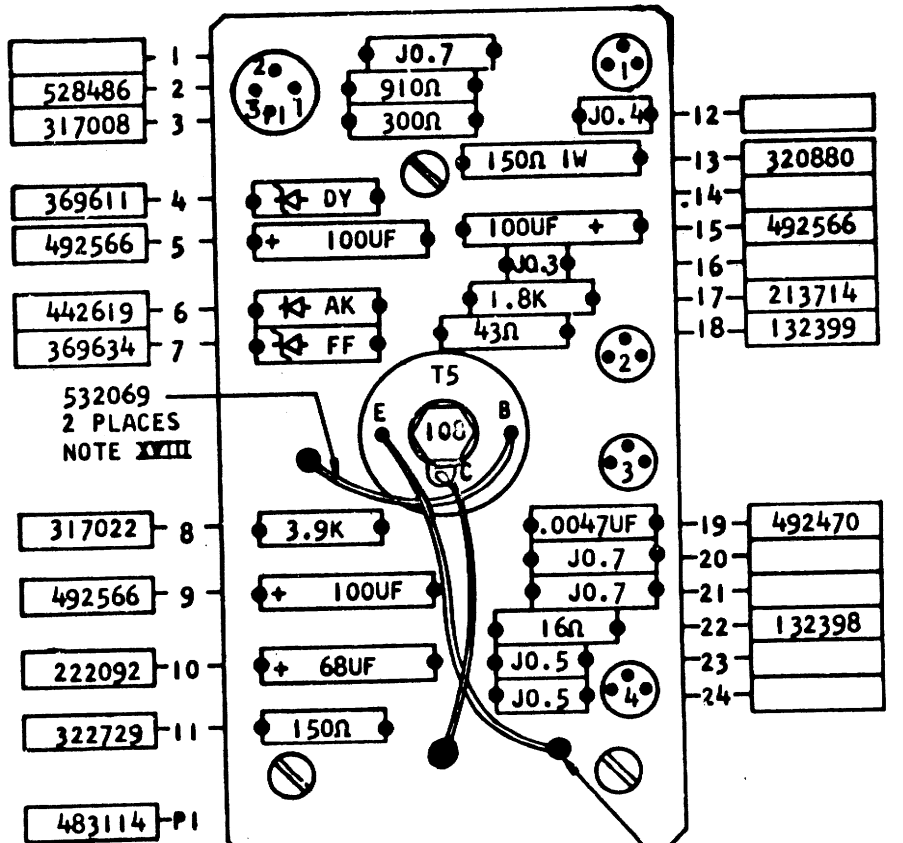 1
528486 2
317008 3
369611 4
492566 5
442619 6
369634 7
532069
2 PLACES
NOTE XVIII
317022 8
492566 9
222092 10
322729 11
483114 P1
2
3 P1 1
J0.7
910Ω
300Ω
DY
+ 100UF
AK
FF
1
J0.4
150Ω 1W
100UF +
J0.3
1.8K
43Ω
2
T5
E
B
108
C
3
3.9K
+ 100UF
+ 68UF
150Ω
.0047UF
J0.7
J0.7
16Ω
J0.5
J0.5
4
12
13 320880
14
15 492566
16
17 213714
18 132399
19 492470
20
21
22 132398
23
24